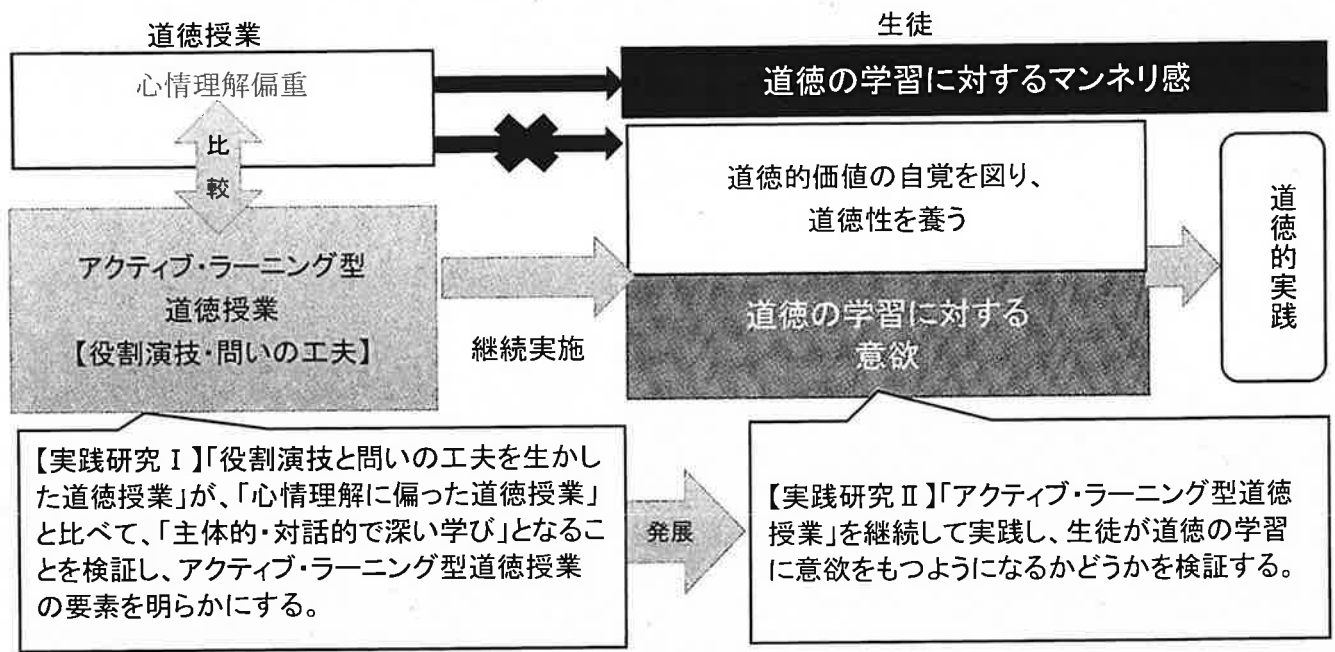 道徳授業
生徒
心情理解偏重
道徳の学習に対するマンネリ感
比
較
道徳的価値の自覚を図り、
道徳性を養う
道徳的実践
アクティブ・ラーニング型
道徳授業
【役割演技・問いの工夫】
継続実施
道徳の学習に対する
意欲
【実践研究Ⅰ】「役割演技と問いの工夫を生かし
た道徳授業」が、「心情理解に偏った道徳授業」
と比べて、「主体的・対話的で深い学び」となるこ
とを検証し、アクティブ・ラーニング型道徳授業
の要素を明らかにする。
発展
【実践研究Ⅱ】「アクティブ・ラーニング型道徳
授業」を継続して実践し、生徒が道徳の学習
に意欲をもつようになるかどうかを検証する。